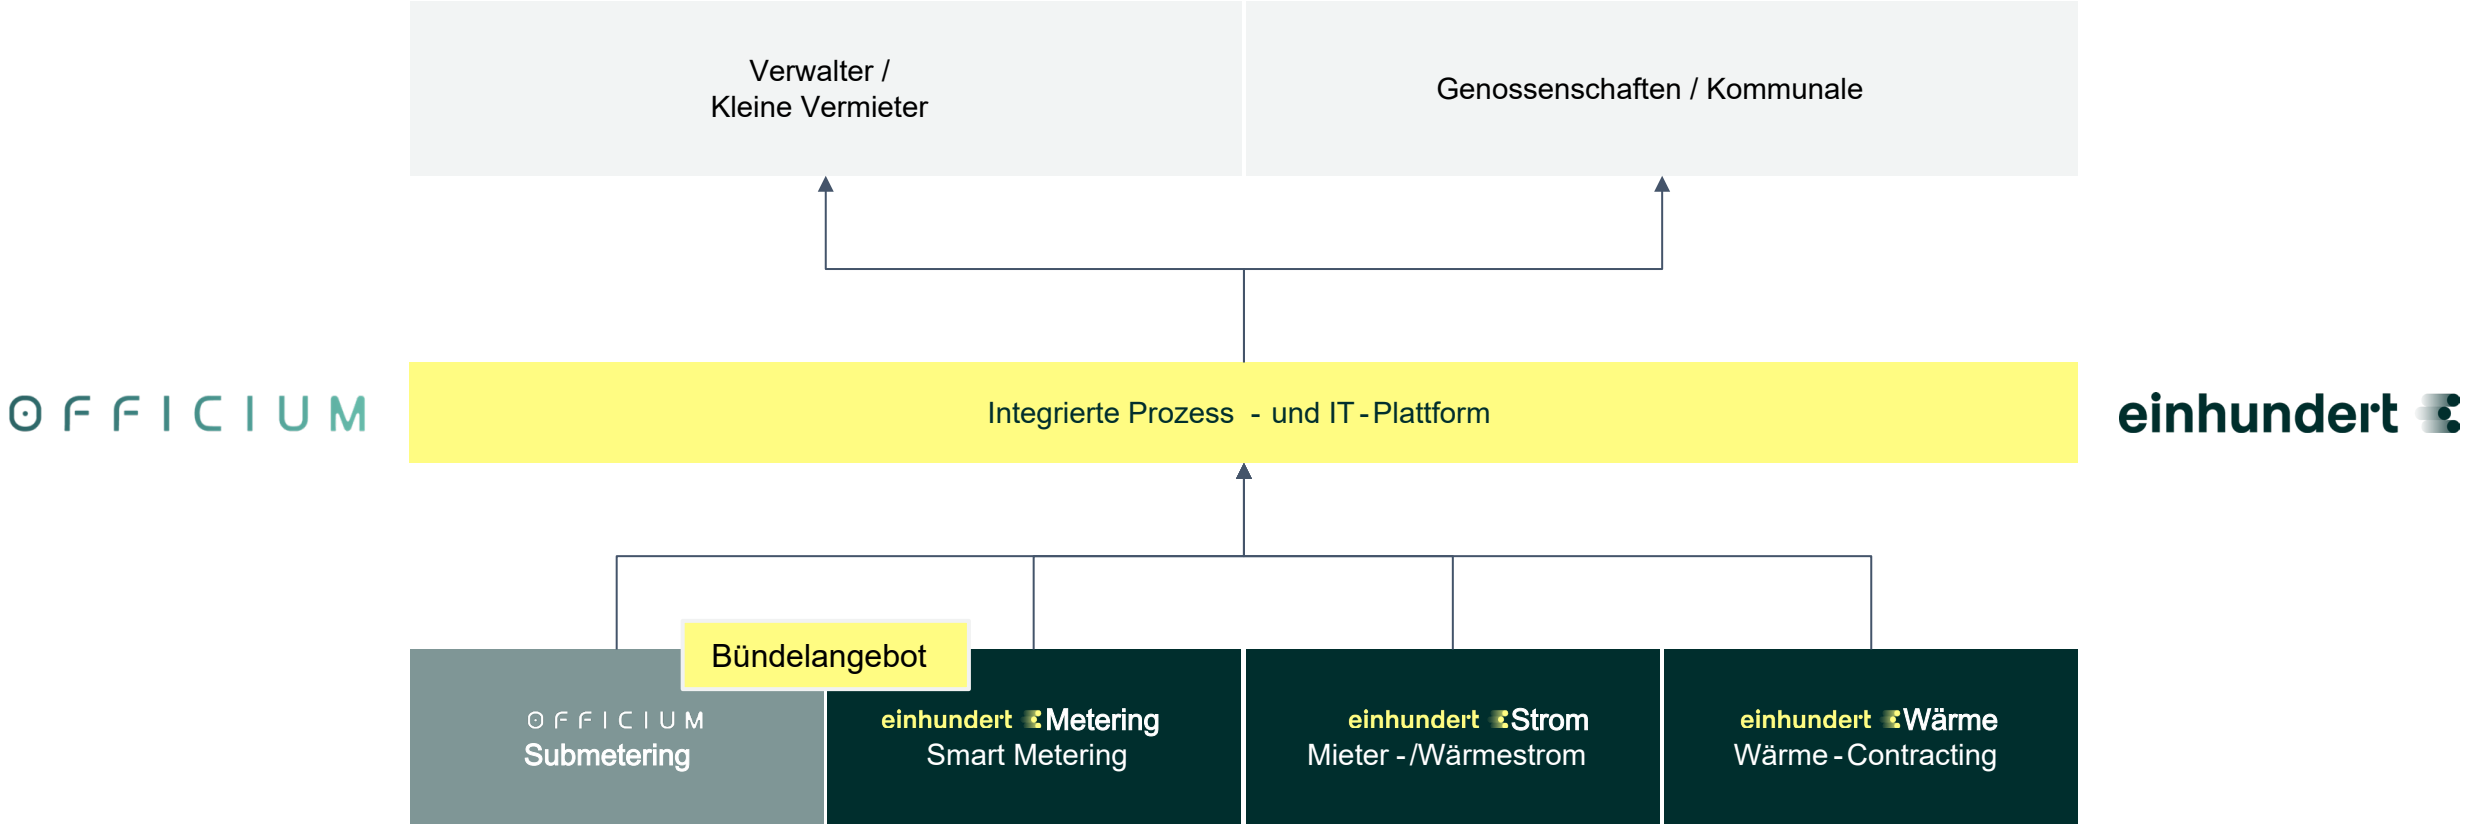 Verwalter /
Kleine Vermieter
Genossenschaften / Kommunale
OFFICIUM
Integrierte Prozess - und IT-Plattform
einhundert
Bündelangebot
OFFICIUM
Submetering
einhundert Metering
Smart Metering
einhundert Strom
Mieter-/Wärmestrom
einhundert Wärme
Wärme-Contracting